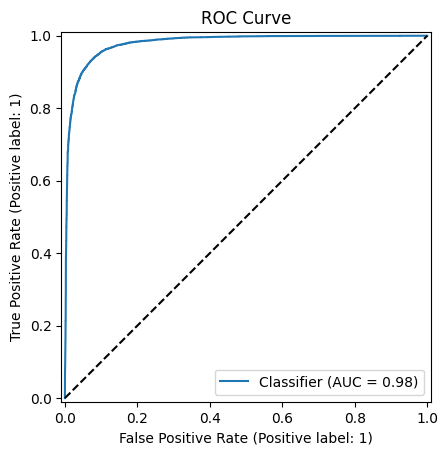 ROC Curve
1.0
0.8
0.6
0.4
0.2
0.0
True Positive Rate (Positive label: 1)
Classifier (AUC = 0.98)
0.0 0.2 0.4 0.6 0.8 1.0
False Positive Rate (Positive label: 1)